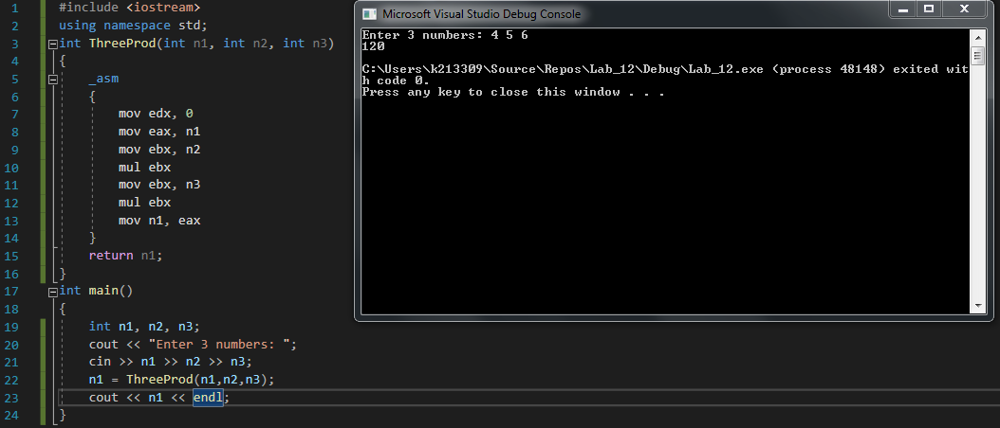 1 #include <iostream>
2 using namespace std;
3 int ThreeProd(int n1, int n2, int n3)
4 {
5 _asm
6 {
7 mov edx, 0
8 mov eax, n1
9 mov ebx, n2
10 mul ebx
11 mov ebx, n3
12 mul ebx
13 mov n1, eax
14 }
15 return n1;
16 }
17 int main()
18 {
19 int n1, n2, n3;
20 cout << "Enter 3 numbers: ";
21 cin >> n1 >> n2 >> n3;
22 n1 = ThreeProd(n1,n2,n3);
23 cout << n1 << endl;
24 }
Microsoft Visual Studio Debug Console
Enter 3 numbers: 4 5 6
120
C:\Users\k213309\Source\Repos\Lab_12\Debug\Lab_12.exe (process 48148) exited wit
h code 0.
Press any key to close this window . . .